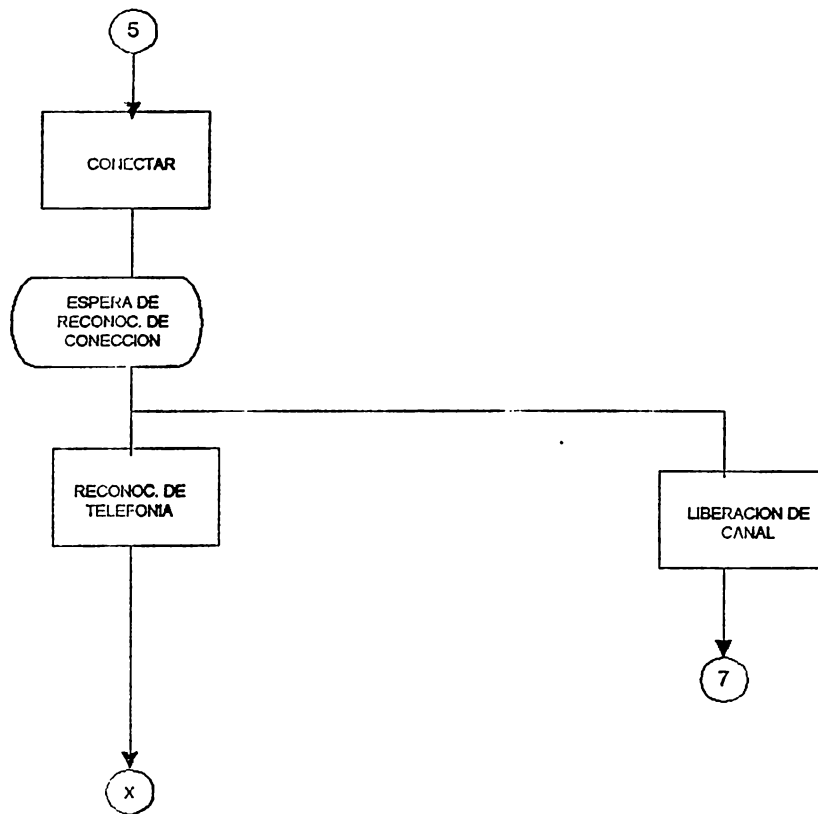 5
CONECTAR
ESPERA DE
RECONOC. DE
CONECCION
RECONOC. DE
TELEFONIA
LIBERACION DE
CANAL
7
X